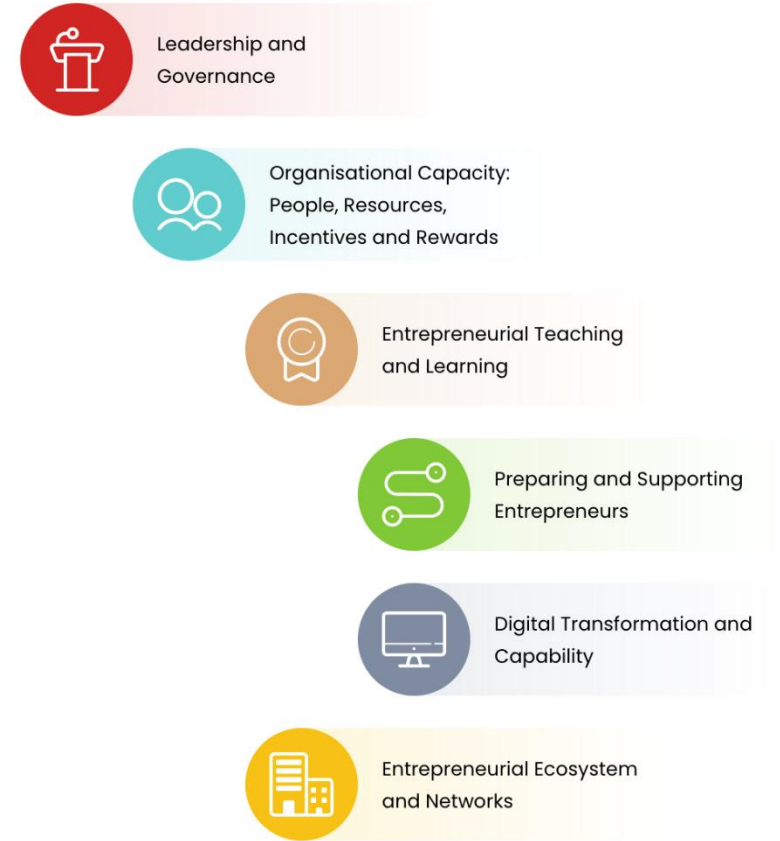 Leadership and
Governance
Organisational Capacity:
People, Resources,
Incentives and Rewards
Entrepreneurial Teaching
and Learning
Preparing and Supporting
Entrepreneurs
Digital Transformation and
Capability
Entrepreneurial Ecosystem
and Networks